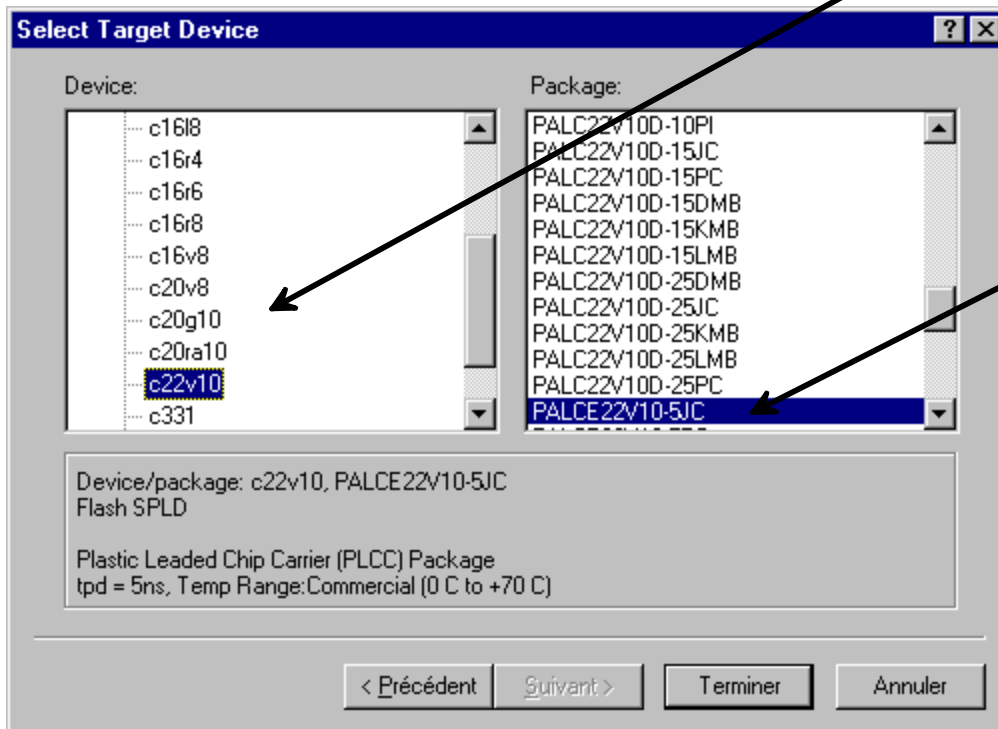 Select Target Device
Device:
c16l8
c16r4
c16r6
c16r8
c16v8
c20v8
c20g10
c20ra10
c22v10
c331
Package:
PALC22V10D-10PI
PALC22V10D-15JC
PALC22V10D-15PC
PALC22V10D-15DMB
PALC22V10D-15KMB
PALC22V10D-15LMB
PALC22V10D-25DMB
PALC22V10D-25JC
PALC22V10D-25KMB
PALC22V10D-25LMB
PALC22V10D-25PC
PALCE22V10-5JC
Device/package: c22v10, PALCE22V10-5JC
Flash SPLD
Plastic Leaded Chip Carrier (PLCC) Package
tpd = 5ns, Temp Range:Commercial (0 C to +70 C)
< Précédent
Suivant >
Terminer
Annuler